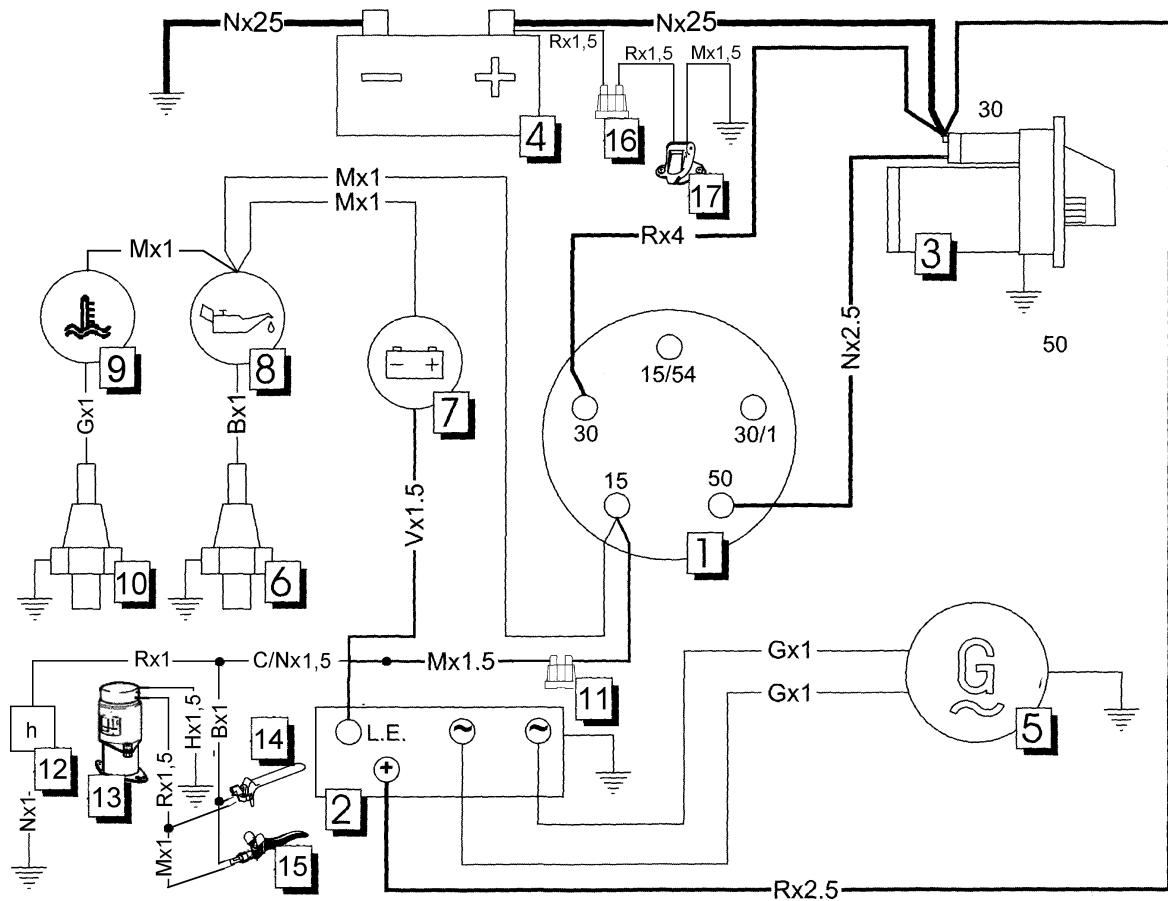 Nx25
Nx25
Rx1,5
Rx1,5
Mx1,5
− +
4
16
17
30
3
Mx1
Mx1
Rx4
Mx1
9
8
− +
7
Nx2.5
50
15/54
30
30/1
15
50
1
Gx1
Bx1
Vx1.5
10
6
Rx1
C/Nx1,5
Mx1.5
11
Gx1
Gx1
G
~
5
h
12
13
Hx1,5
Bx1
14
Rx1,5
L.E.
~
~
+
2
Nx1
Mx1
15
Rx2.5